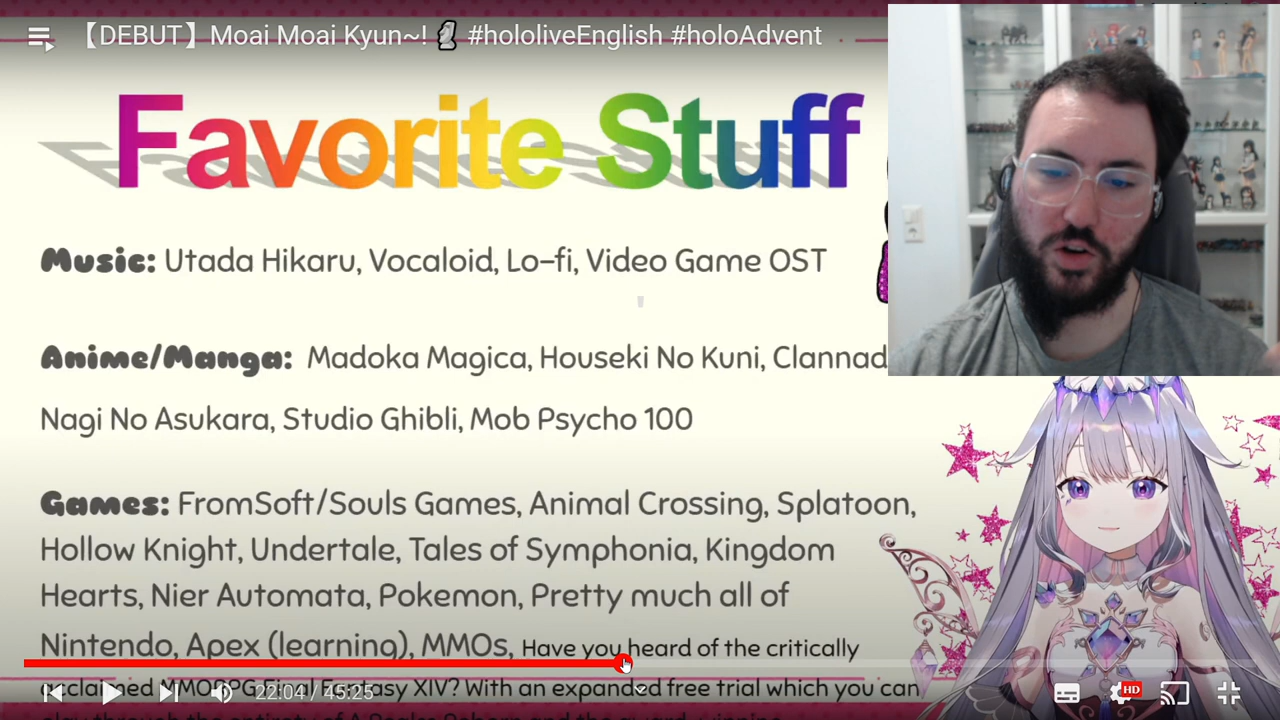 【DEBUT】Moai Moai Kyun~! 🗿 #hololiveEnglish #holoAdvent
Favorite Stuff
Music: Utada Hikaru, Vocaloid, Lo-fi, Video Game OST
Anime/Manga: Madoka Magica, Houseki No Kuni, Clannad
Nagi No Asukara, Studio Ghibli, Mob Psycho 100
Games: FromSoft/Souls Games, Animal Crossing, Splatoon,
Hollow Knight, Undertale, Tales of Symphonia, Kingdom
Hearts, Nier Automata, Pokemon, Pretty much all of
Nintendo, Apex (learning), MMOs, Have you heard of the critically
acclaimed MMORPG Final Fantasy XIV? With an expanded free trial which you can
22:04 / 45:25
HD